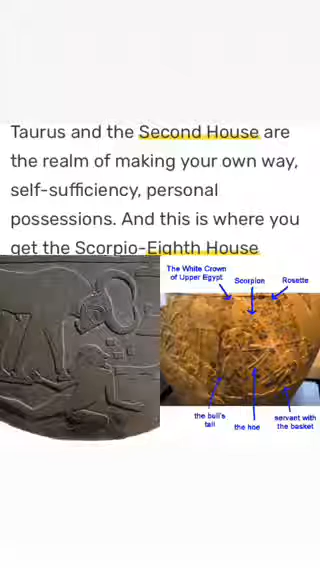 Taurus and the Second House are
the realm of making your own way,
self-sufficiency, personal
possessions. And this is where you
get the Scorpio-Eighth House
The White Crown
of Upper Egypt
Scorpion
Rosette
the bull's
tail
the hoe
servant with
the basket